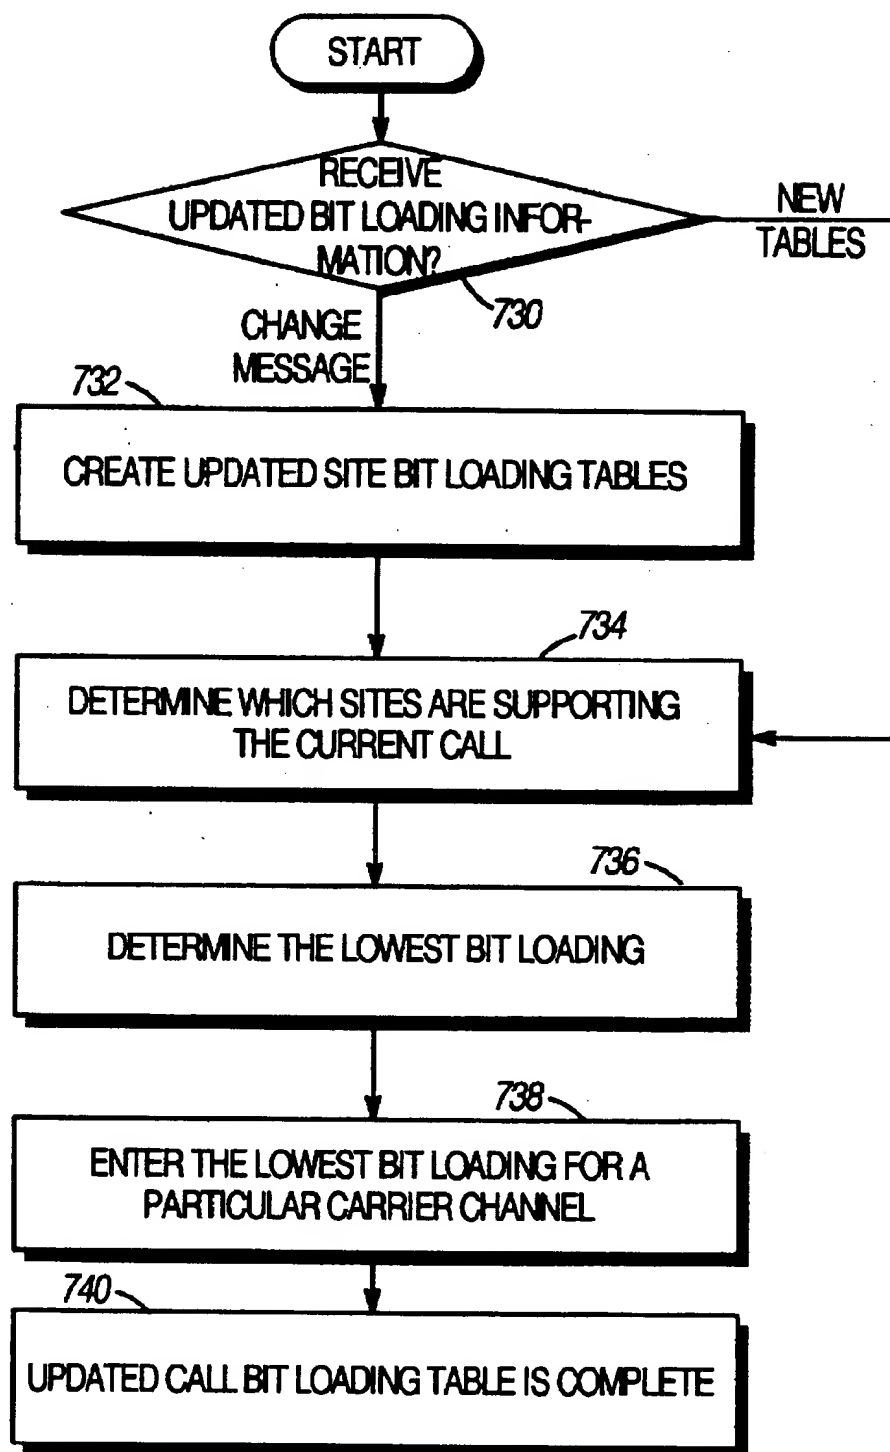 START
RECEIVE
UPDATED BIT LOADING INFOR-
MATION?
NEW
TABLES
730
CHANGE
MESSAGE
732
CREATE UPDATED SITE BIT LOADING TABLES
734
DETERMINE WHICH SITES ARE SUPPORTING
THE CURRENT CALL
736
DETERMINE THE LOWEST BIT LOADING
738
ENTER THE LOWEST BIT LOADING FOR A
PARTICULAR CARRIER CHANNEL
740
UPDATED CALL BIT LOADING TABLE IS COMPLETE